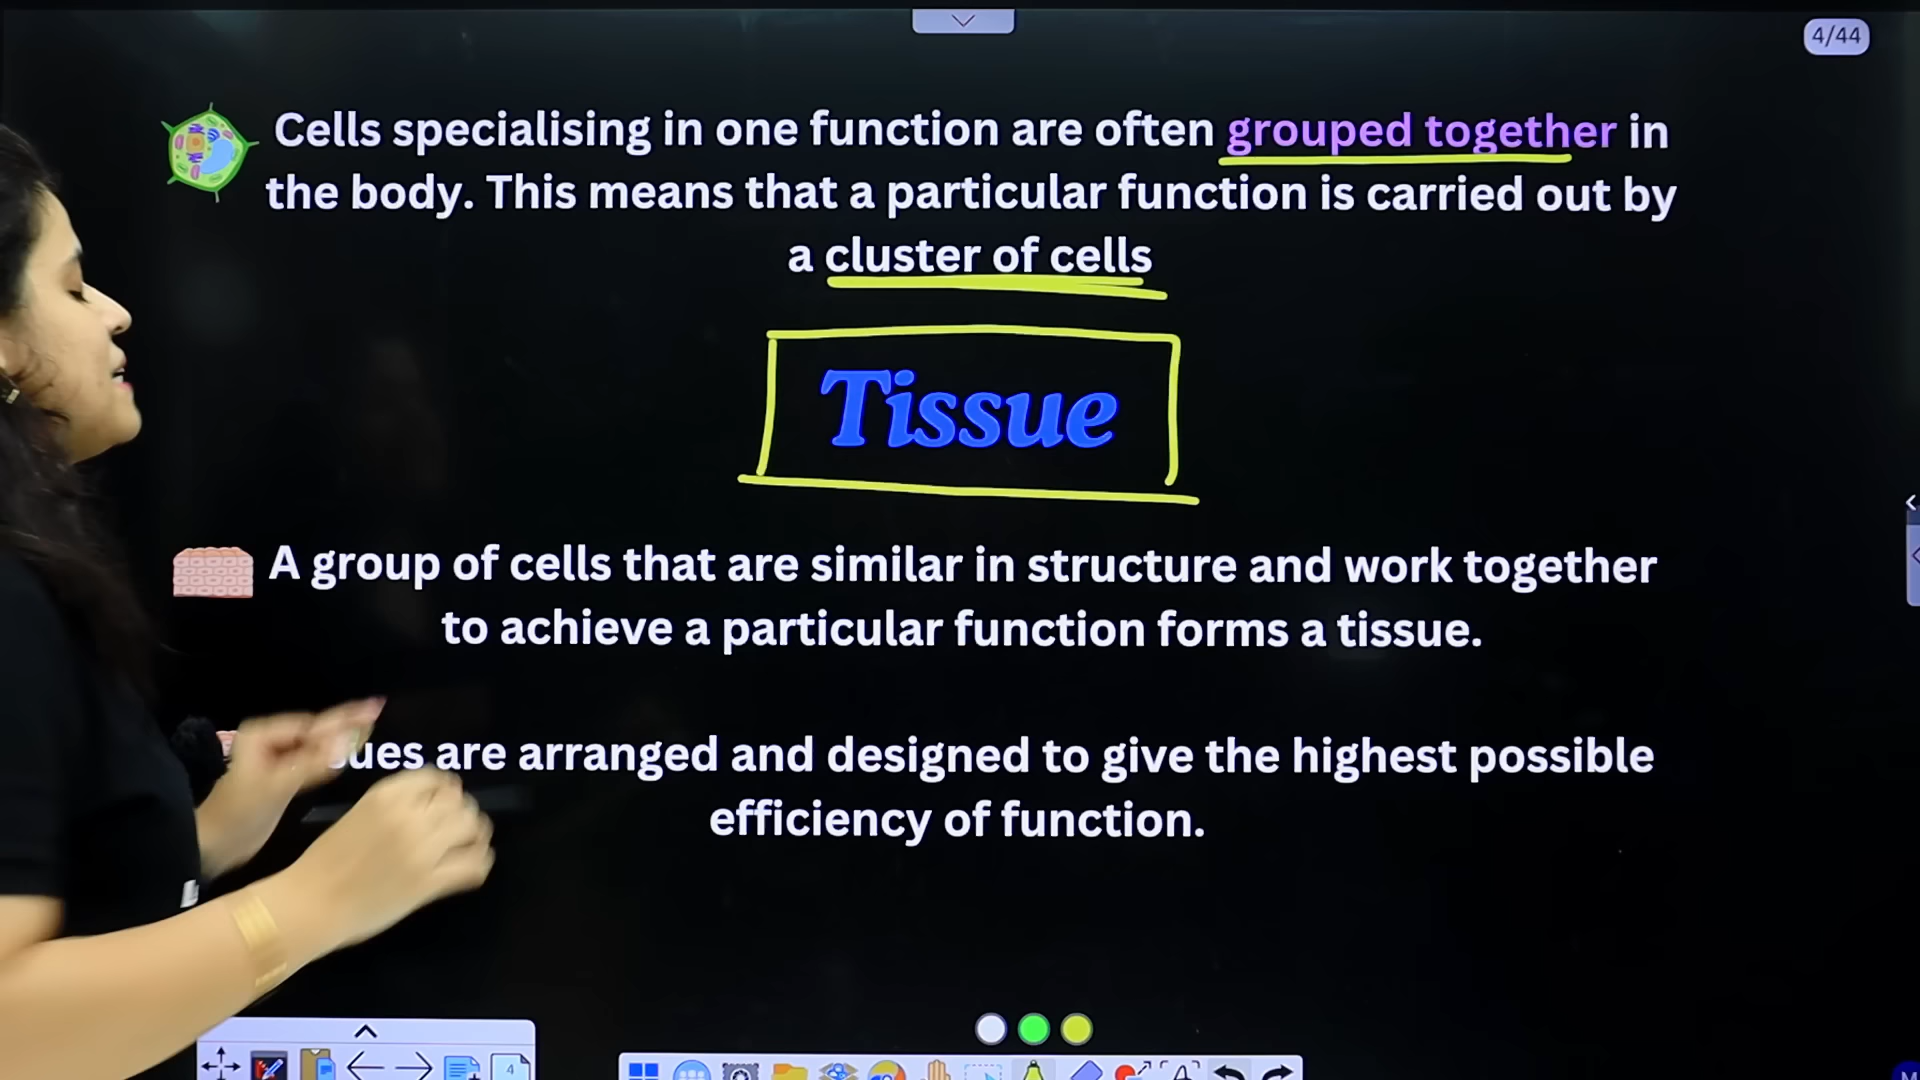 4/44
Cells specialising in one function are often grouped together in
the body. This means that a particular function is carried out by
a cluster of cells
Tissue
A group of cells that are similar in structure and work together
to achieve a particular function forms a tissue.
are arranged and designed to give the highest possible
efficiency of function.
4
M